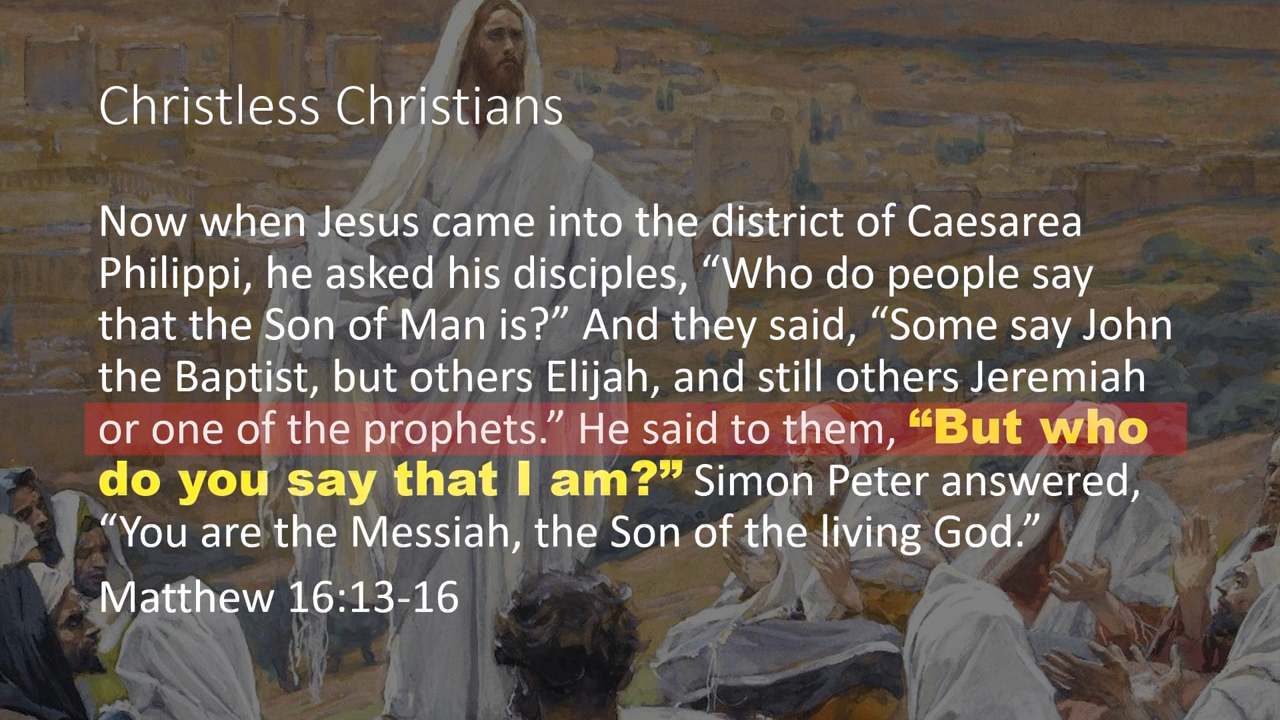 Christless Christians
Now when Jesus came into the district of Caesarea
Philippi, he asked his disciples, “Who do people say
that the Son of Man is?” And they said, “Some say John
the Baptist, but others Elijah, and still others Jeremiah
or one of the prophets.” He said to them, “But who
do you say that I am?” Simon Peter answered,
“You are the Messiah, the Son of the living God.”
Matthew 16:13-16